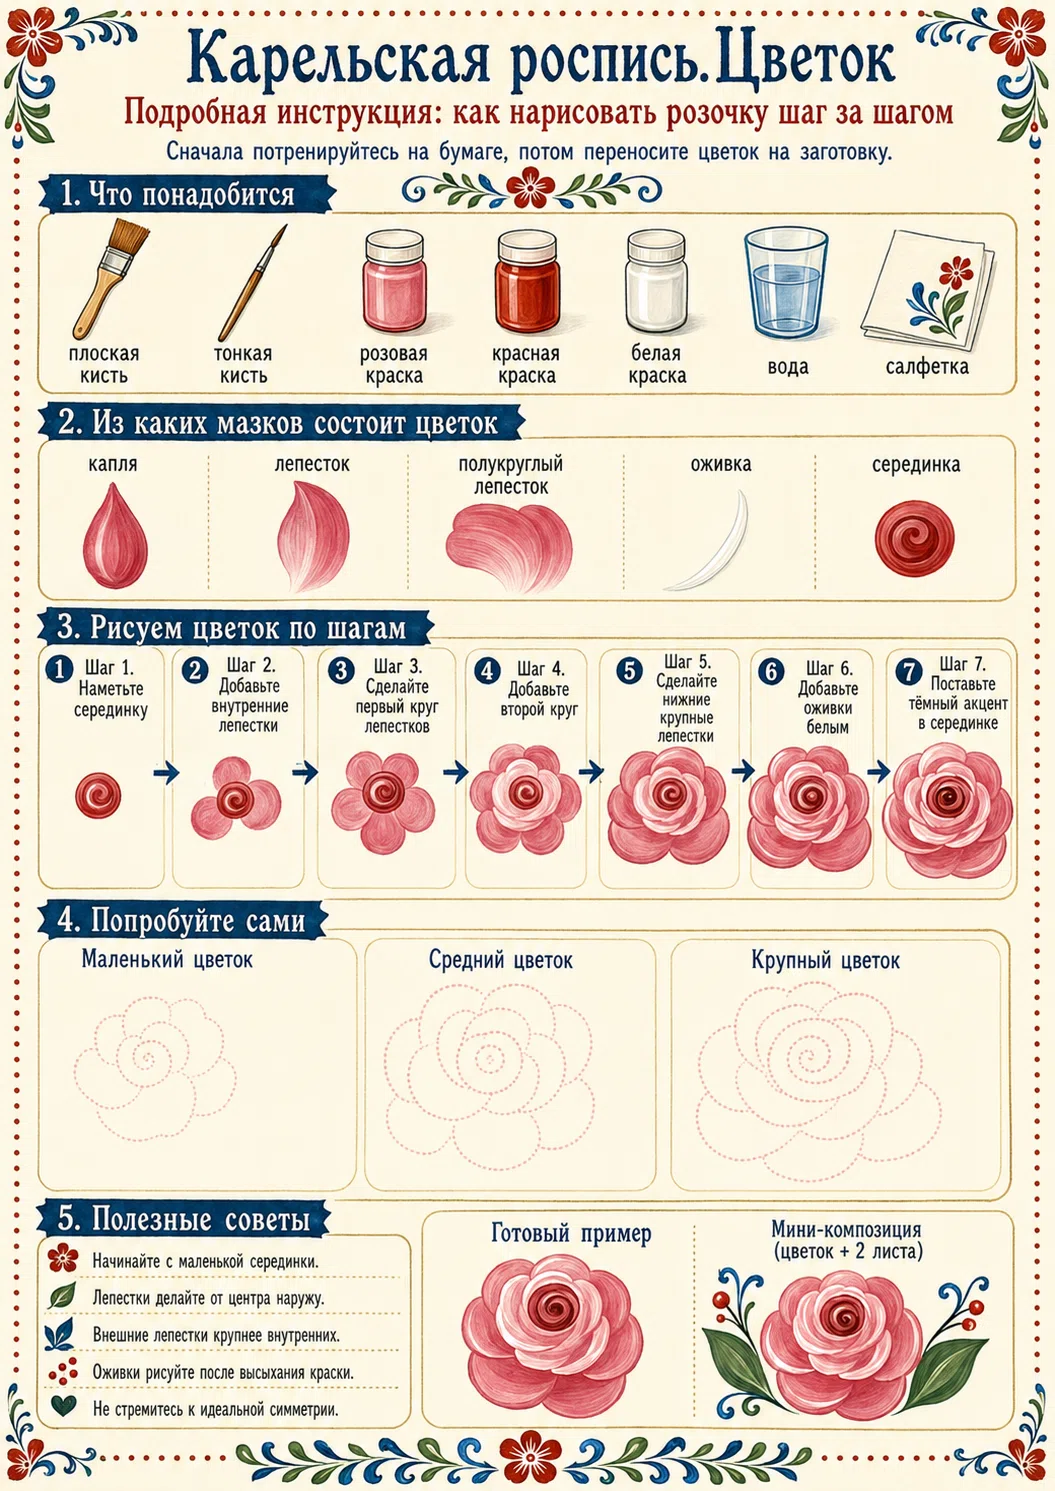 Карельская роспись.Цветок
Подробная инструкция: как нарисовать розочку шаг за шагом
Сначала потренируйтесь на бумаге, потом переносите цветок на заготовку.
1. Что понадобится
плоская
кисть
тонкая
кисть
розовая
краска
красная
краска
белая
краска
вода
салфетка
2. Из каких мазков состоит цветок
капля
лепесток
полукруглый
лепесток
оживка
серединка
3. Рисуем цветок по шагам
1 Шаг 1.
Наметьте
серединку
2 Шаг 2.
Добавьте
внутренние
лепестки
3 Шаг 3.
Сделайте
первый круг
лепестков
4 Шаг 4.
Добавьте
второй круг
5 Шаг 5.
Сделайте
нижние
крупные
лепестки
6 Шаг 6.
Добавьте
оживки
белым
7 Шаг 7.
Поставьте
тёмный акцент
в серединке
4. Попробуйте сами
Маленький цветок
Средний цветок
Крупный цветок
5. Полезные советы
Начинайте с маленькой серединки.
Лепестки делайте от центра наружу.
Внешние лепестки крупнее внутренних.
Оживки рисуйте после высыхания краски.
Не стремитесь к идеальной симметрии.
Готовый пример
Мини-композиция
(цветок + 2 листа)